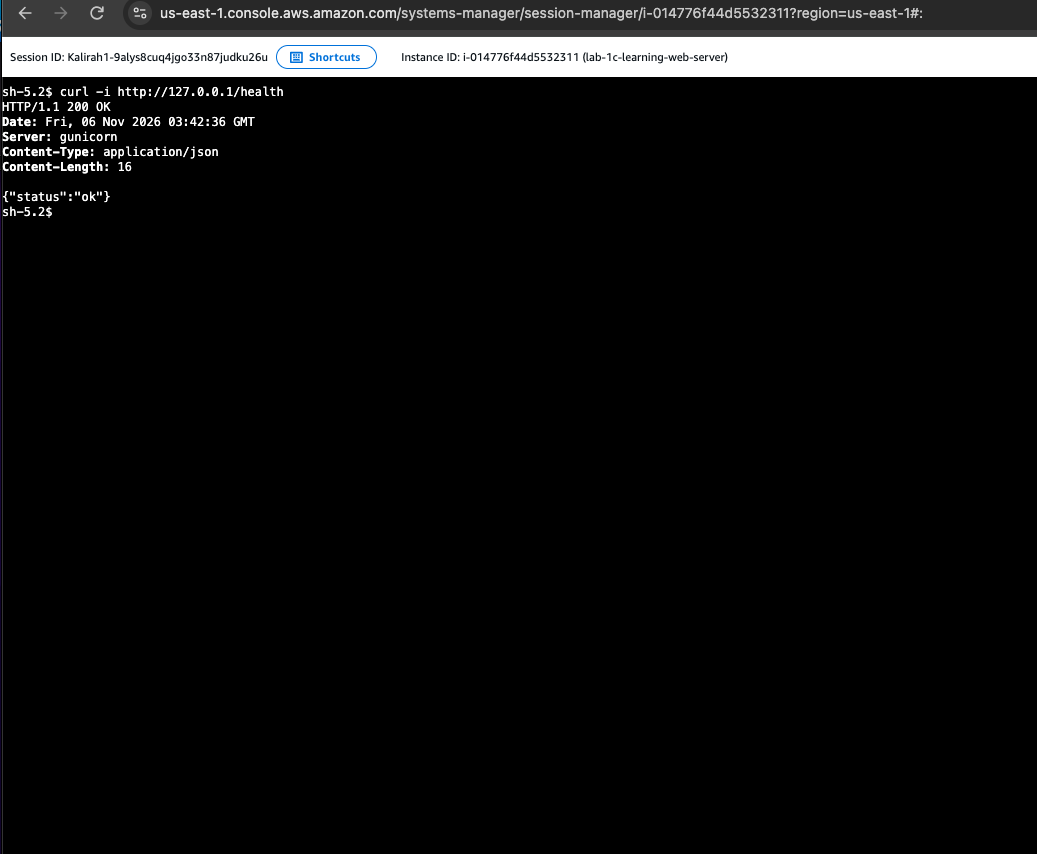 us-east-1.console.aws.amazon.com/systems-manager/session-manager/i-014776f44d5532311?region=us-east-1#:
Session ID: Kalirah1-9alys8cuq4jgo33n87judku26u Shortcuts Instance ID: i-014776f44d5532311 (lab-1c-learning-web-server)
sh-5.2$ curl -i http://127.0.0.1/health
HTTP/1.1 200 OK
Date: Fri, 06 Nov 2026 03:42:36 GMT
Server: gunicorn
Content-Type: application/json
Content-Length: 16

{"status":"ok"}
sh-5.2$